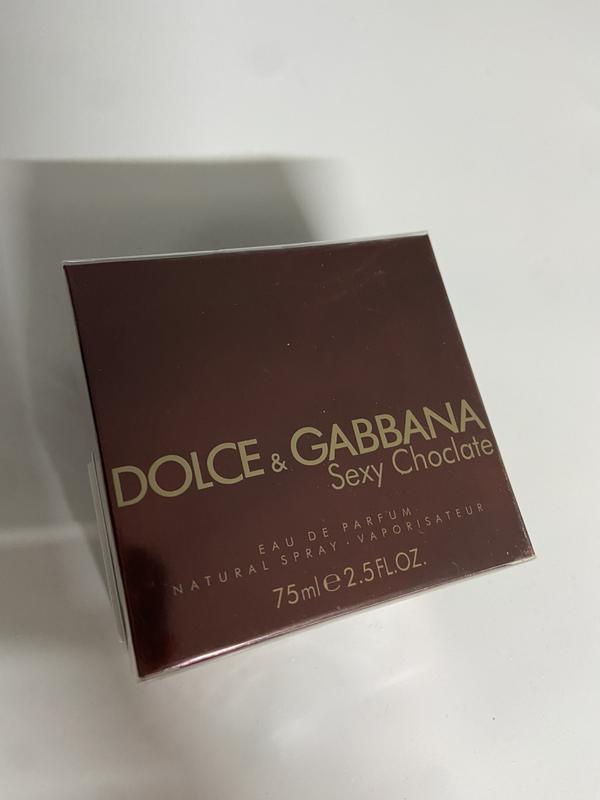 DOLCE & GABBANA
Sexy Choclate
EAU DE PARFUM
NATURAL SPRAY · VAPORISATEUR
75ml℮2.5FL.OZ.